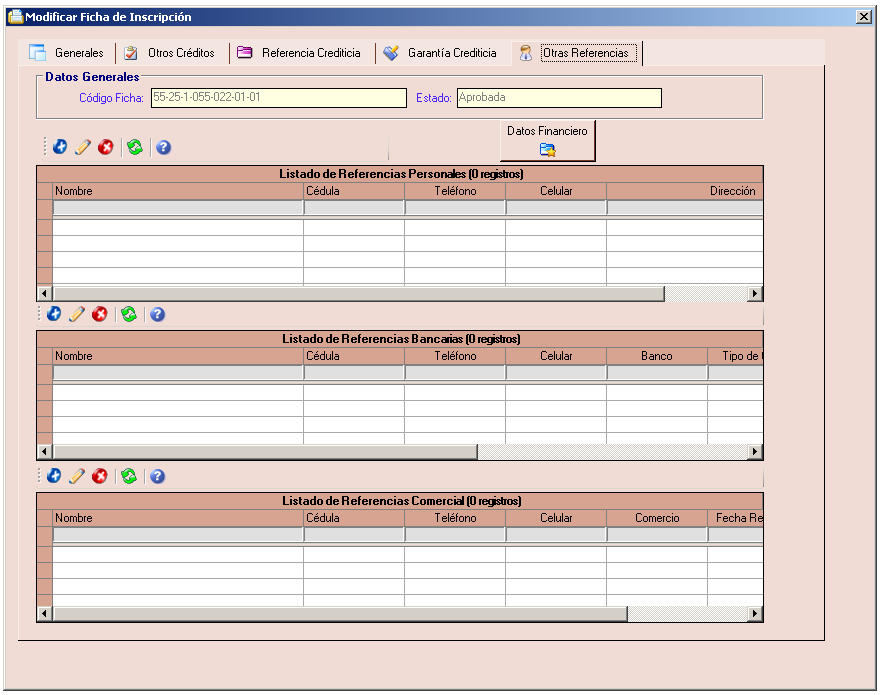 Modificar Ficha de Inscripción
Generales Otros Créditos Referencia Crediticia Garantía Crediticia Otras Referencias
Datos Generales
Código Ficha: 55-25-1-055-022-01-01 Estado: Aprobada
Datos Financiero
Listado de Referencias Personales (0 registros)
Nombre Cédula Teléfono Celular Dirección
Listado de Referencias Bancarias (0 registros)
Nombre Cédula Teléfono Celular Banco Tipo de
Listado de Referencias Comercial (0 registros)
Nombre Cédula Teléfono Celular Comercio Fecha Re